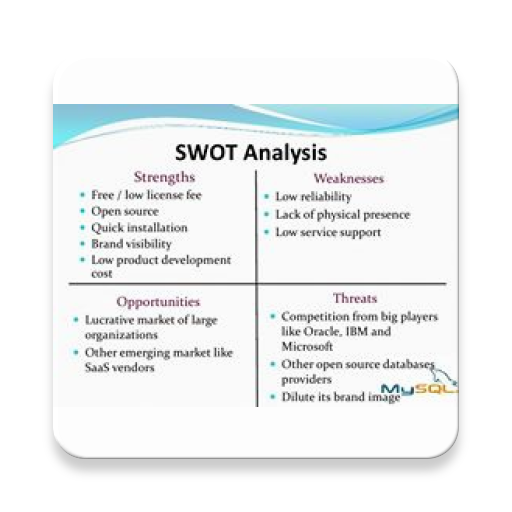 SWOT Analysis
Strengths
Free / low license fee
Open source
Quick installation
Brand visibility
Low product development
cost
Weaknesses
Low reliability
Lack of physical presence
Low service support
Opportunities
Lucrative market of large
organizations
Other emerging market like
SaaS vendors
Threats
Competition from big players
like Oracle, IBM and
Microsoft
Other open source databases
providers
Dilute its brand image
MySQL